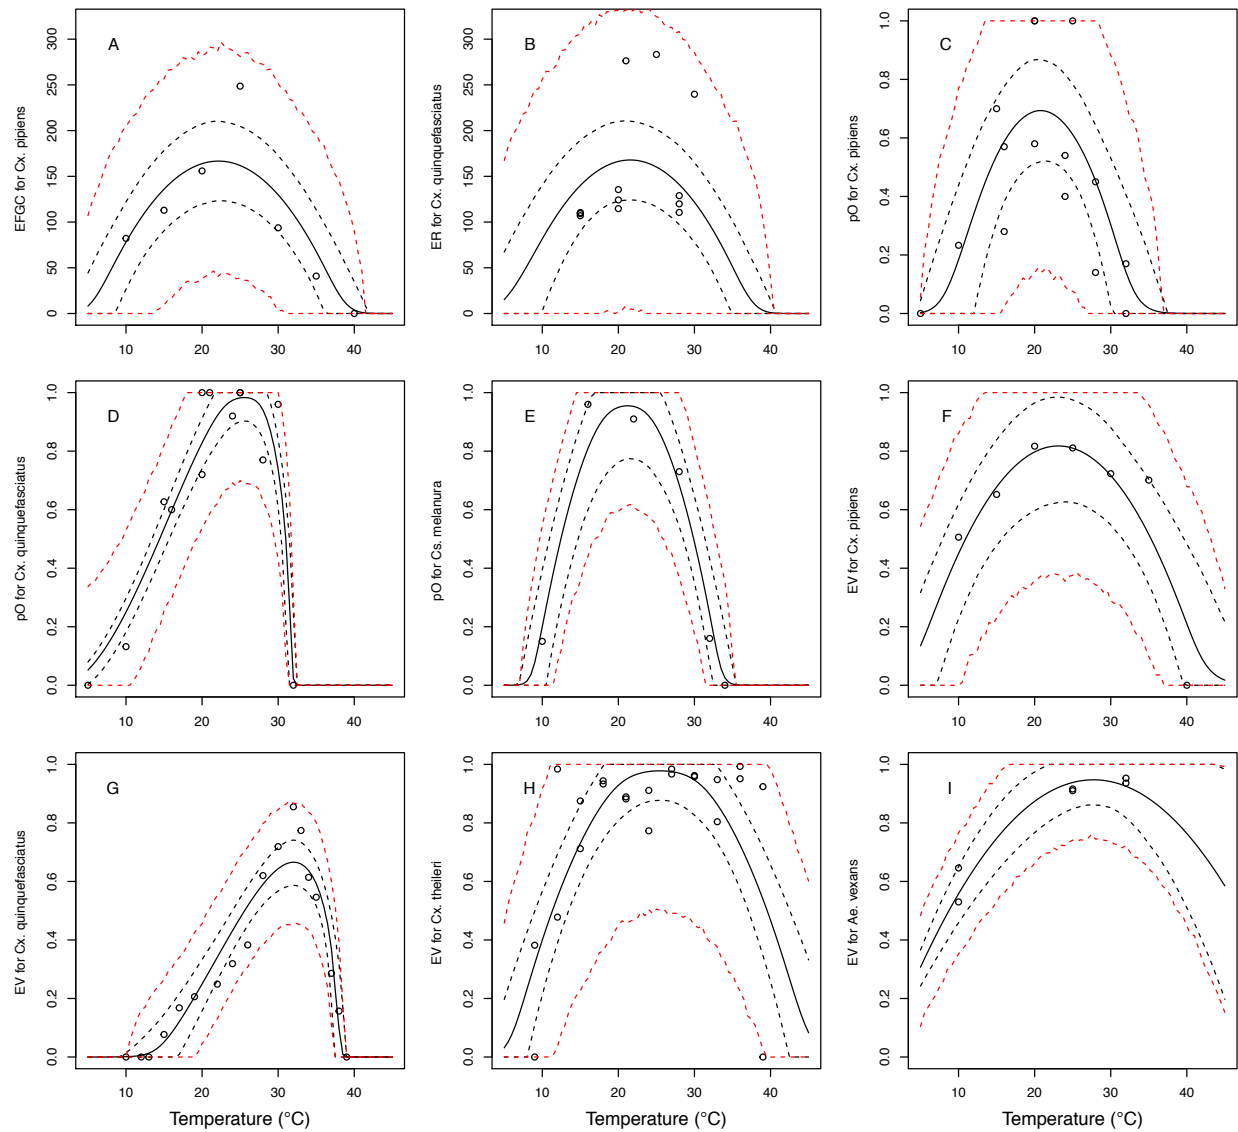 A
EFGC for Cx. pipiens
0 50 100 150 200 250 300
10 20 30 40
B
ER for Cx. quinquefasciatus
0 50 100 150 200 250 300
10 20 30 40
C
pO for Cx. pipiens
0.0 0.2 0.4 0.6 0.8 1.0
10 20 30 40
D
pO for Cx. quinquefasciatus
0.0 0.2 0.4 0.6 0.8 1.0
10 20 30 40
E
pO for Cs. melanura
0.0 0.2 0.4 0.6 0.8 1.0
10 20 30 40
F
EV for Cx. pipiens
0.0 0.2 0.4 0.6 0.8 1.0
10 20 30 40
G
EV for Cx. quinquefasciatus
0.0 0.2 0.4 0.6 0.8 1.0
10 20 30 40
Temperature (°C)
H
EV for Cx. theileri
0.0 0.2 0.4 0.6 0.8 1.0
10 20 30 40
Temperature (°C)
I
EV for Ae. vexans
0.0 0.2 0.4 0.6 0.8 1.0
10 20 30 40
Temperature (°C)